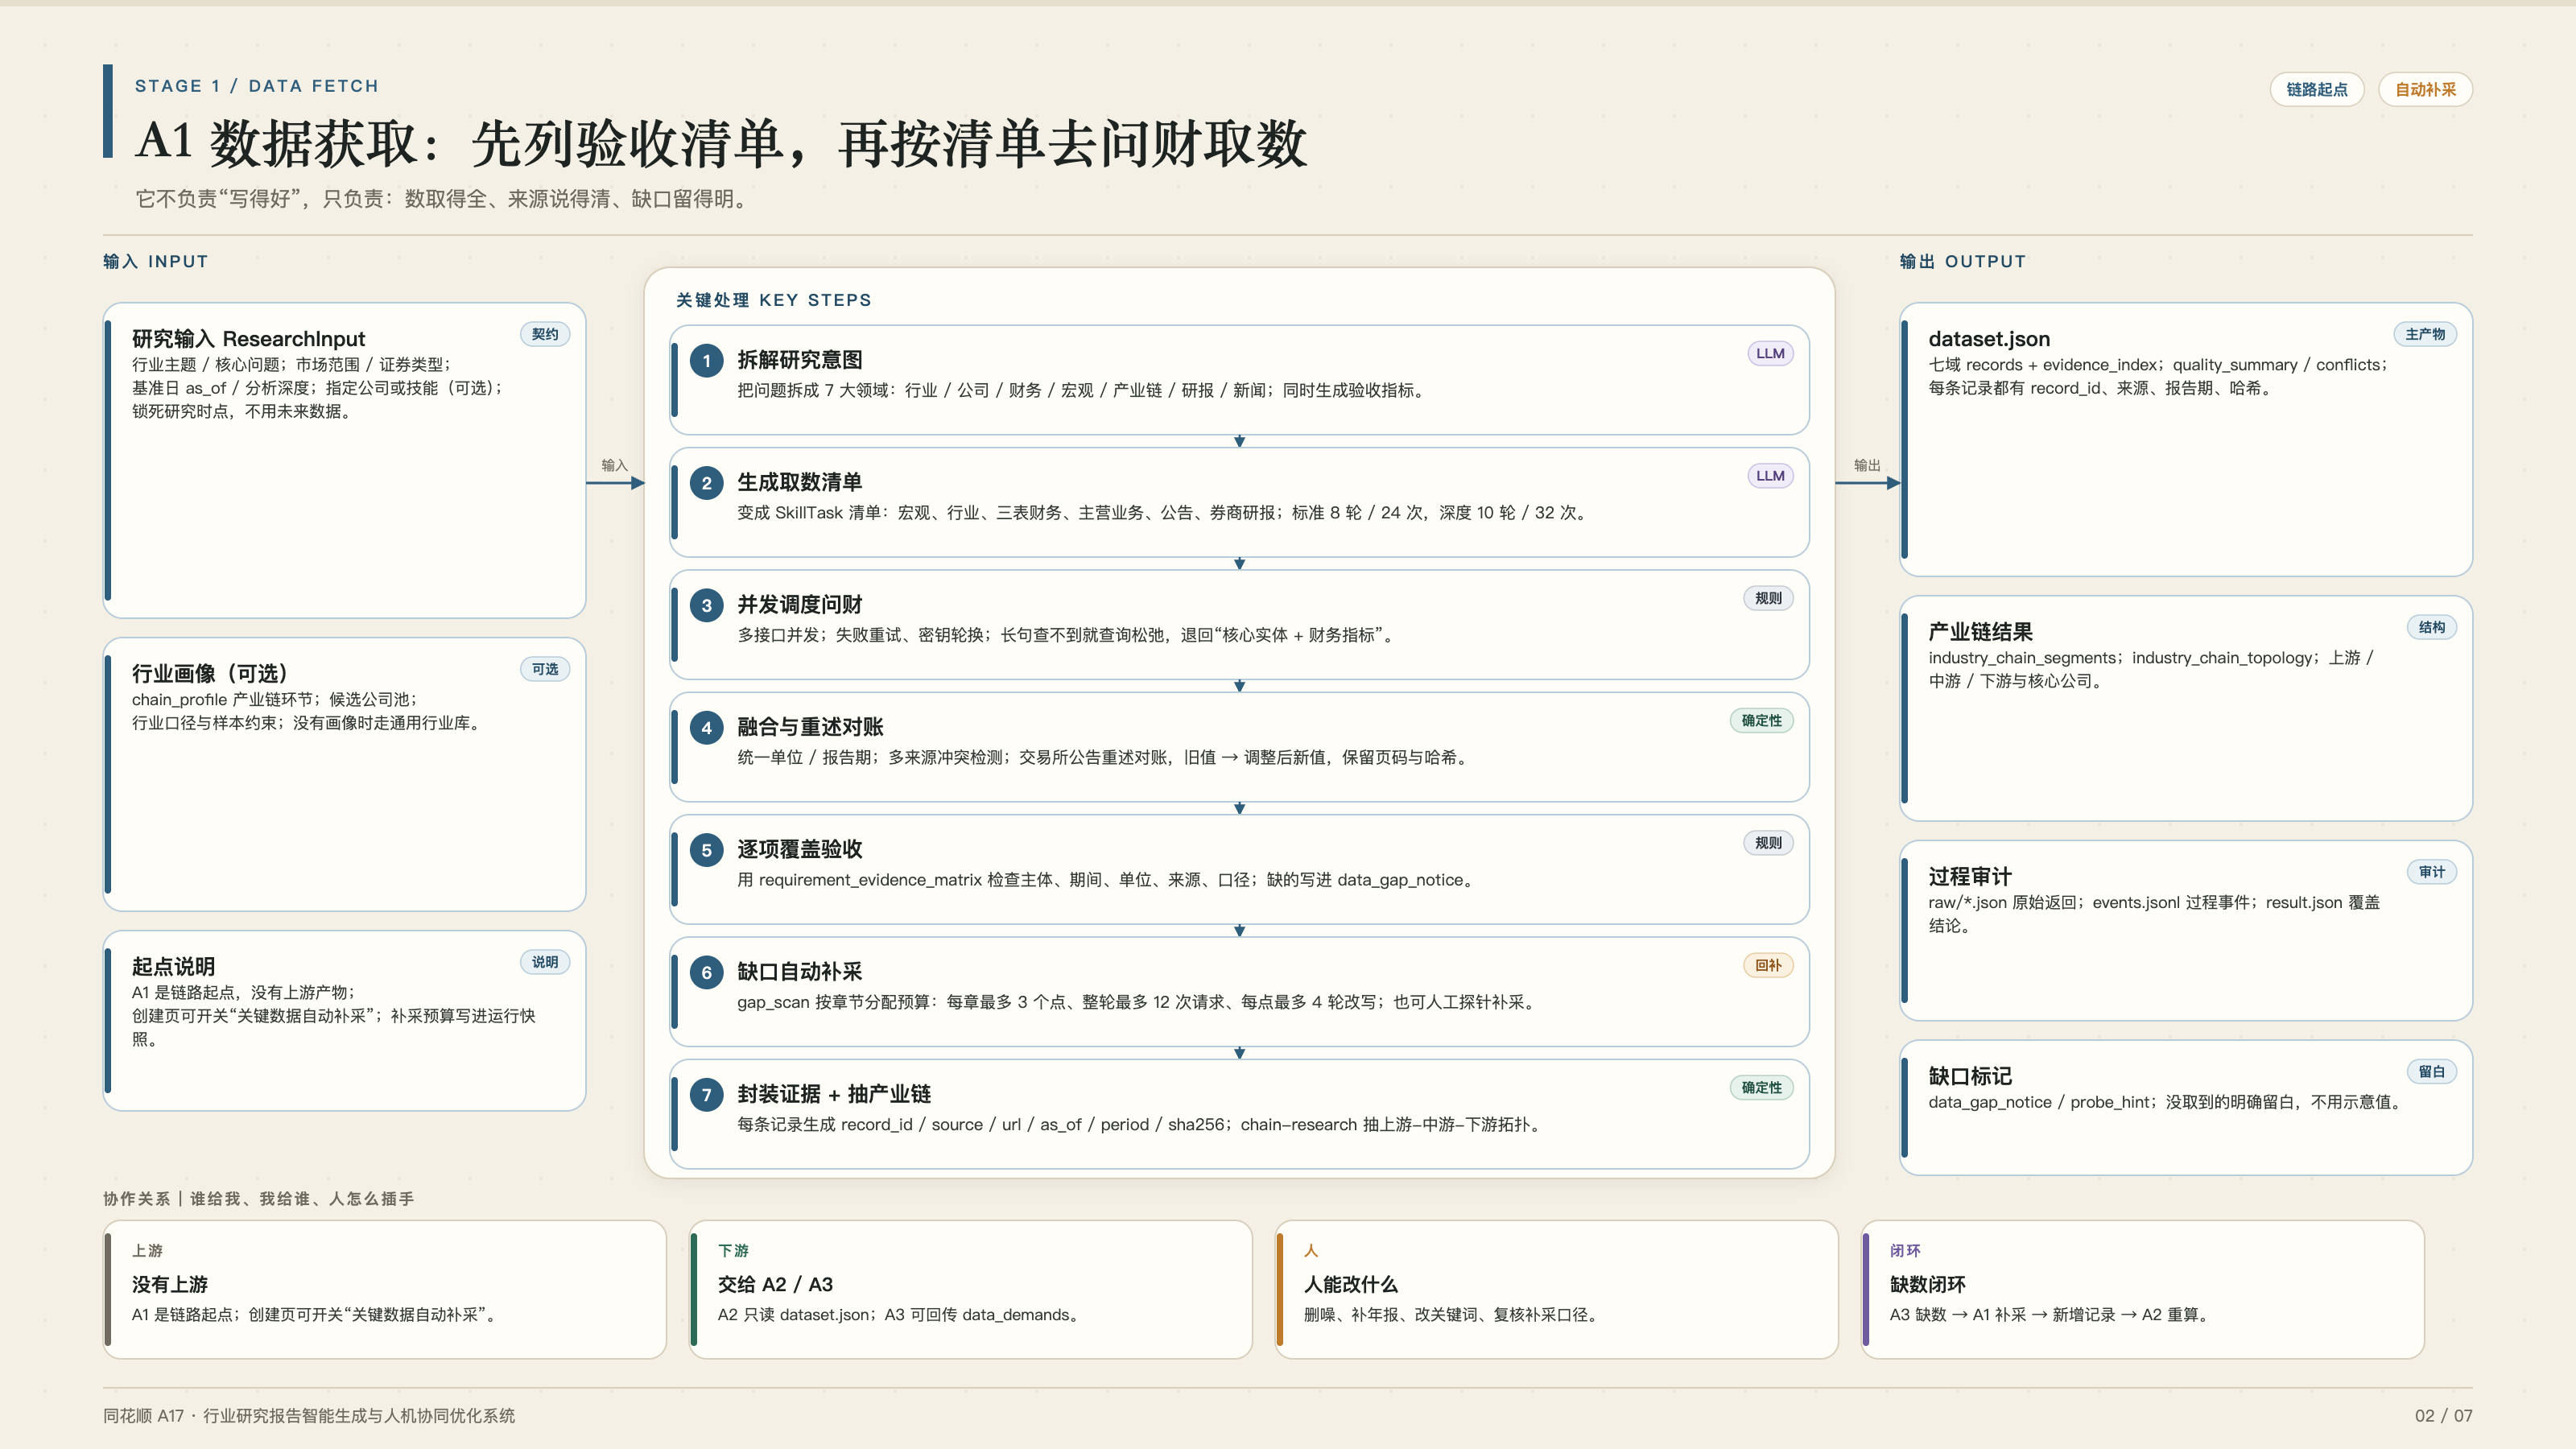 STAGE 1 / DATA FETCH
链路起点
自动补采
A1 数据获取：先列验收清单，再按清单去问财取数
它不负责“写得好”，只负责：数取得全、来源说得清、缺口留得明。
输入 INPUT
研究输入 ResearchInput
契约
行业主题 / 核心问题；市场范围 / 证券类型；
基准日 as_of / 分析深度；指定公司或技能（可选）；
锁死研究时点，不用未来数据。
行业画像（可选）
可选
chain_profile 产业链环节；候选公司池；
行业口径与样本约束；没有画像时走通用行业库。
起点说明
说明
A1 是链路起点，没有上游产物；
创建页可开关“关键数据自动补采”；补采预算写进运行快
照。
输入
关键处理 KEY STEPS
1
拆解研究意图
LLM
把问题拆成 7 大领域：行业 / 公司 / 财务 / 宏观 / 产业链 / 研报 / 新闻；同时生成验收指标。
2
生成取数清单
LLM
变成 SkillTask 清单：宏观、行业、三表财务、主营业务、公告、券商研报；标准 8 轮 / 24 次，深度 10 轮 / 32 次。
3
并发调度问财
规则
多接口并发；失败重试、密钥轮换；长句查不到就查询松弛，退回“核心实体 + 财务指标”。
4
融合与重述对账
确定性
统一单位 / 报告期；多来源冲突检测；交易所公告重述对账，旧值 → 调整后新值，保留页码与哈希。
5
逐项覆盖验收
规则
用 requirement_evidence_matrix 检查主体、期间、单位、来源、口径；缺的写进 data_gap_notice。
6
缺口自动补采
回补
gap_scan 按章节分配预算：每章最多 3 个点、整轮最多 12 次请求、每点最多 4 轮改写；也可人工探针补采。
7
封装证据 + 抽产业链
确定性
每条记录生成 record_id / source / url / as_of / period / sha256；chain-research 抽上游-中游-下游拓扑。
输出
输出 OUTPUT
dataset.json
主产物
七域 records + evidence_index；quality_summary / conflicts；
每条记录都有 record_id、来源、报告期、哈希。
产业链结果
结构
industry_chain_segments；industry_chain_topology；上游 /
中游 / 下游与核心公司。
过程审计
审计
raw/*.json 原始返回；events.jsonl 过程事件；result.json 覆盖
结论。
缺口标记
留白
data_gap_notice / probe_hint；没取到的明确留白，不用示意值。
协作关系｜谁给我、我给谁、人怎么插手
上游
没有上游
A1 是链路起点；创建页可开关“关键数据自动补采”。
下游
交给 A2 / A3
A2 只读 dataset.json；A3 可回传 data_demands。
人
人能改什么
删噪、补年报、改关键词、复核补采口径。
闭环
缺数闭环
A3 缺数 → A1 补采 → 新增记录 → A2 重算。
同花顺 A17 · 行业研究报告智能生成与人机协同优化系统
02 / 07